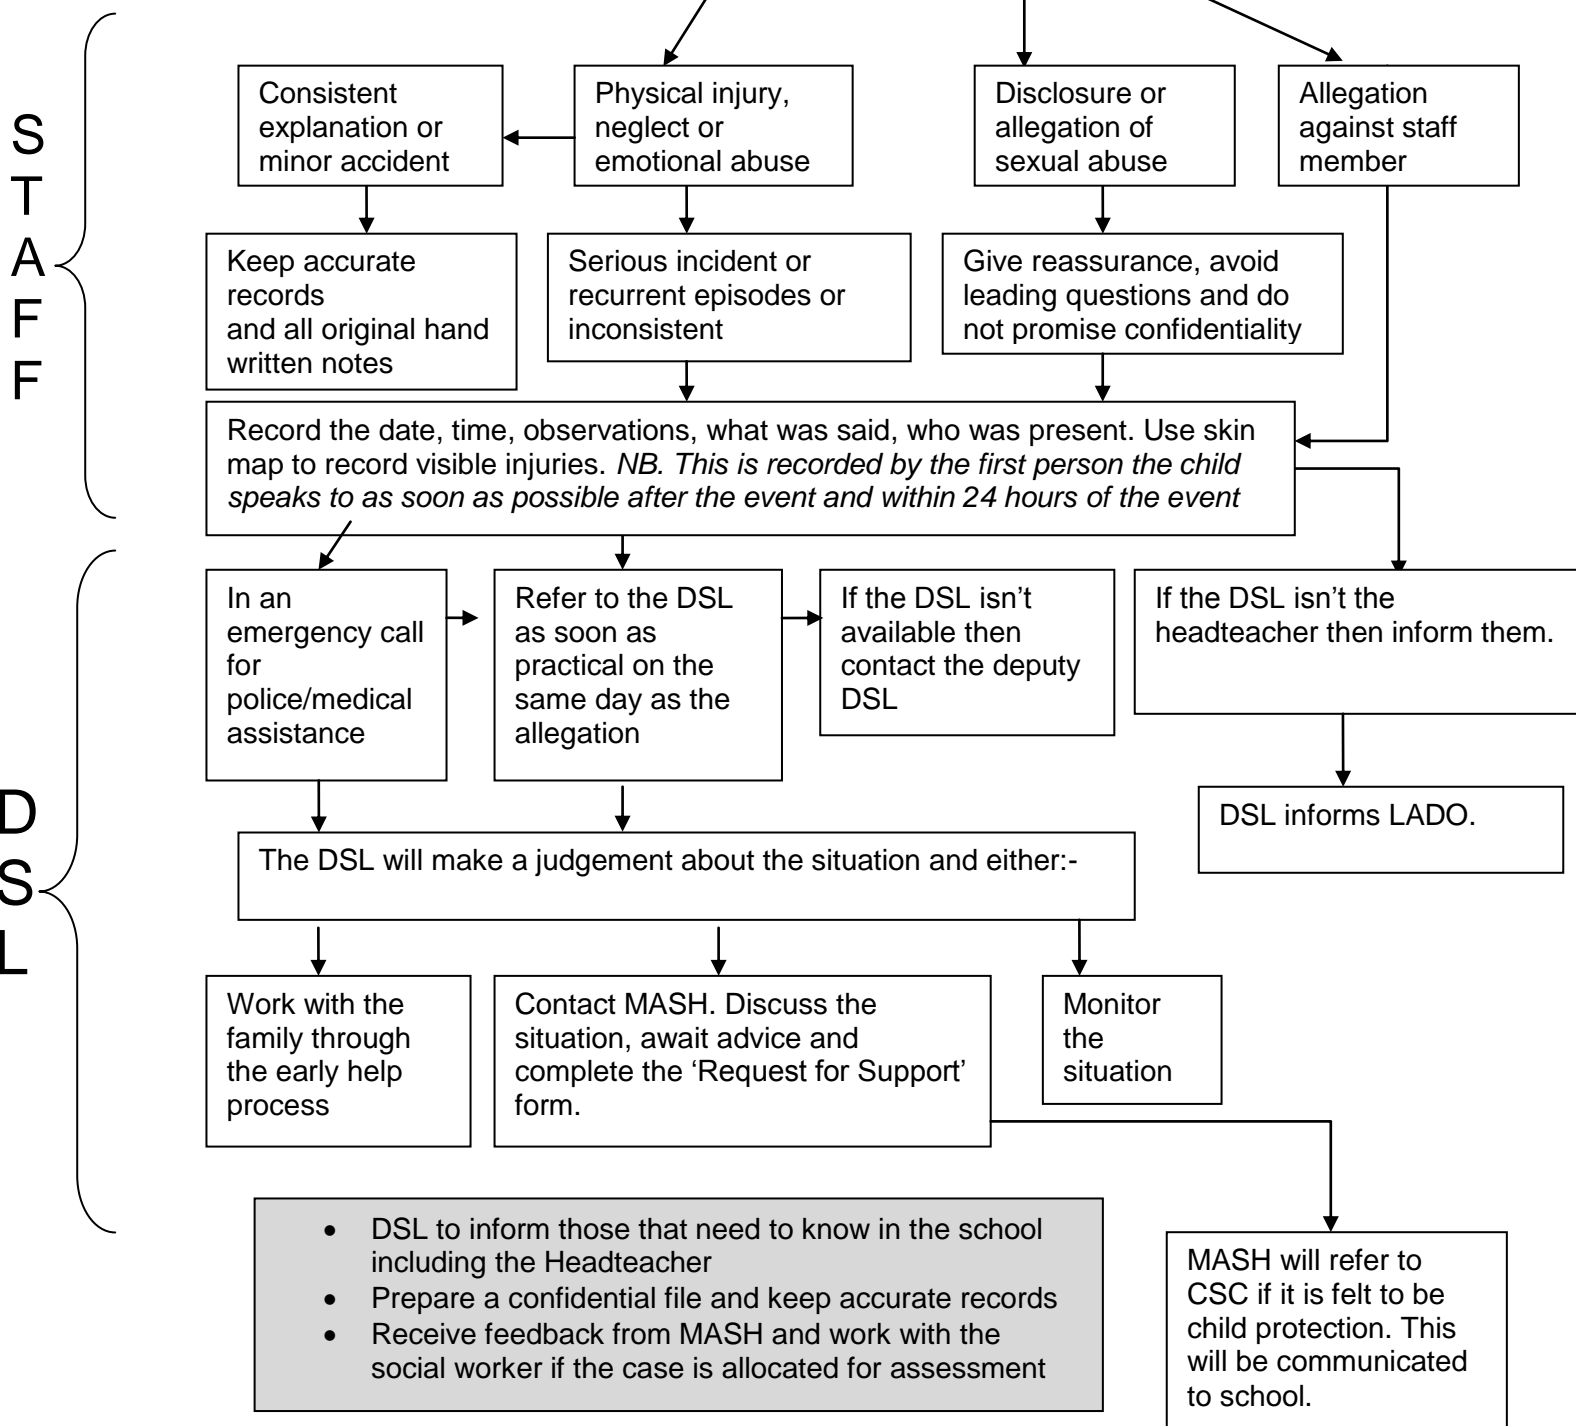 S
T
A
F
F
Consistent
explanation or
minor accident
Physical injury,
neglect or
emotional abuse
Disclosure or
allegation of
sexual abuse
Allegation
against staff
member
Keep accurate
records
and all original hand
written notes
Serious incident or
recurrent episodes or
inconsistent
Give reassurance, avoid
leading questions and do
not promise confidentiality
Record the date, time, observations, what was said, who was present. Use skin
map to record visible injuries. NB. This is recorded by the first person the child
speaks to as soon as possible after the event and within 24 hours of the event
D
S
L
In an
emergency call
for
police/medical
assistance
Refer to the DSL
as soon as
practical on the
same day as the
allegation
If the DSL isn't
available then
contact the deputy
DSL
If the DSL isn't the
headteacher then inform them.
DSL informs LADO.
The DSL will make a judgement about the situation and either:-
Work with the
family through
the early help
process
Contact MASH. Discuss the
situation, await advice and
complete the ‘Request for Support’
form.
Monitor
the
situation
• DSL to inform those that need to know in the school
including the Headteacher
• Prepare a confidential file and keep accurate records
• Receive feedback from MASH and work with the
social worker if the case is allocated for assessment
MASH will refer to
CSC if it is felt to be
child protection. This
will be communicated
to school.